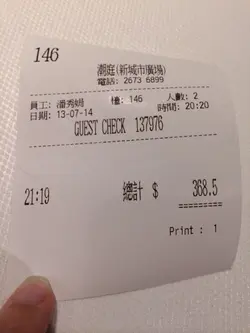 146
潮庭(新城市廣場)
電話: 2673 6899
員工: 潘秀娟 檯: 146 人數: 2
日期: 13-07-14 時間: 20:20
GUEST CHECK 137976
21:19 總計 $ 368.5
=========
Print : 1